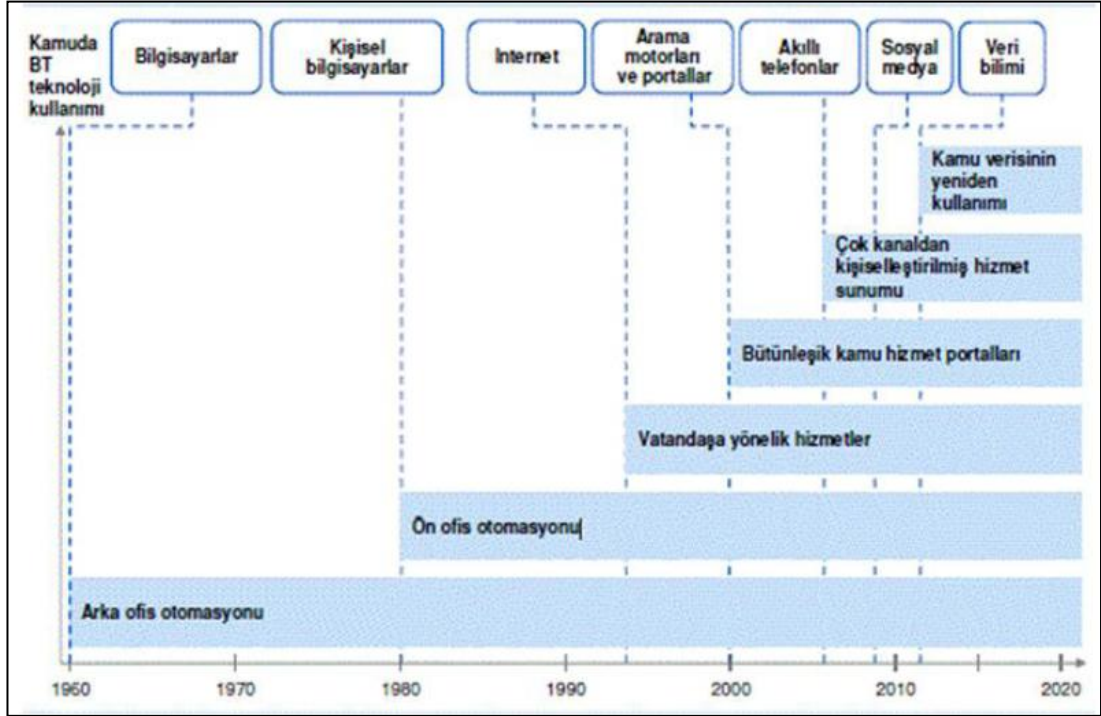 Kamuda
BT
teknoloji
kullanımı
Bilgisayarlar
Kişisel
bilgisayarlar
Internet
Arama
motorları
ve portallar
Akıllı
telefonlar
Sosyal
medya
Veri
bilimi
Kamu verisinin
yeniden
kullanımı
Çok kanaldan
kişiselleştirilmiş hizmet
sunumu
Bütünleşik kamu hizmet portalları
Vatandaşa yönelik hizmetler
Ön ofis otomasyonu
Arka ofis otomasyonu
1960 1970 1980 1990 2000 2010 2020